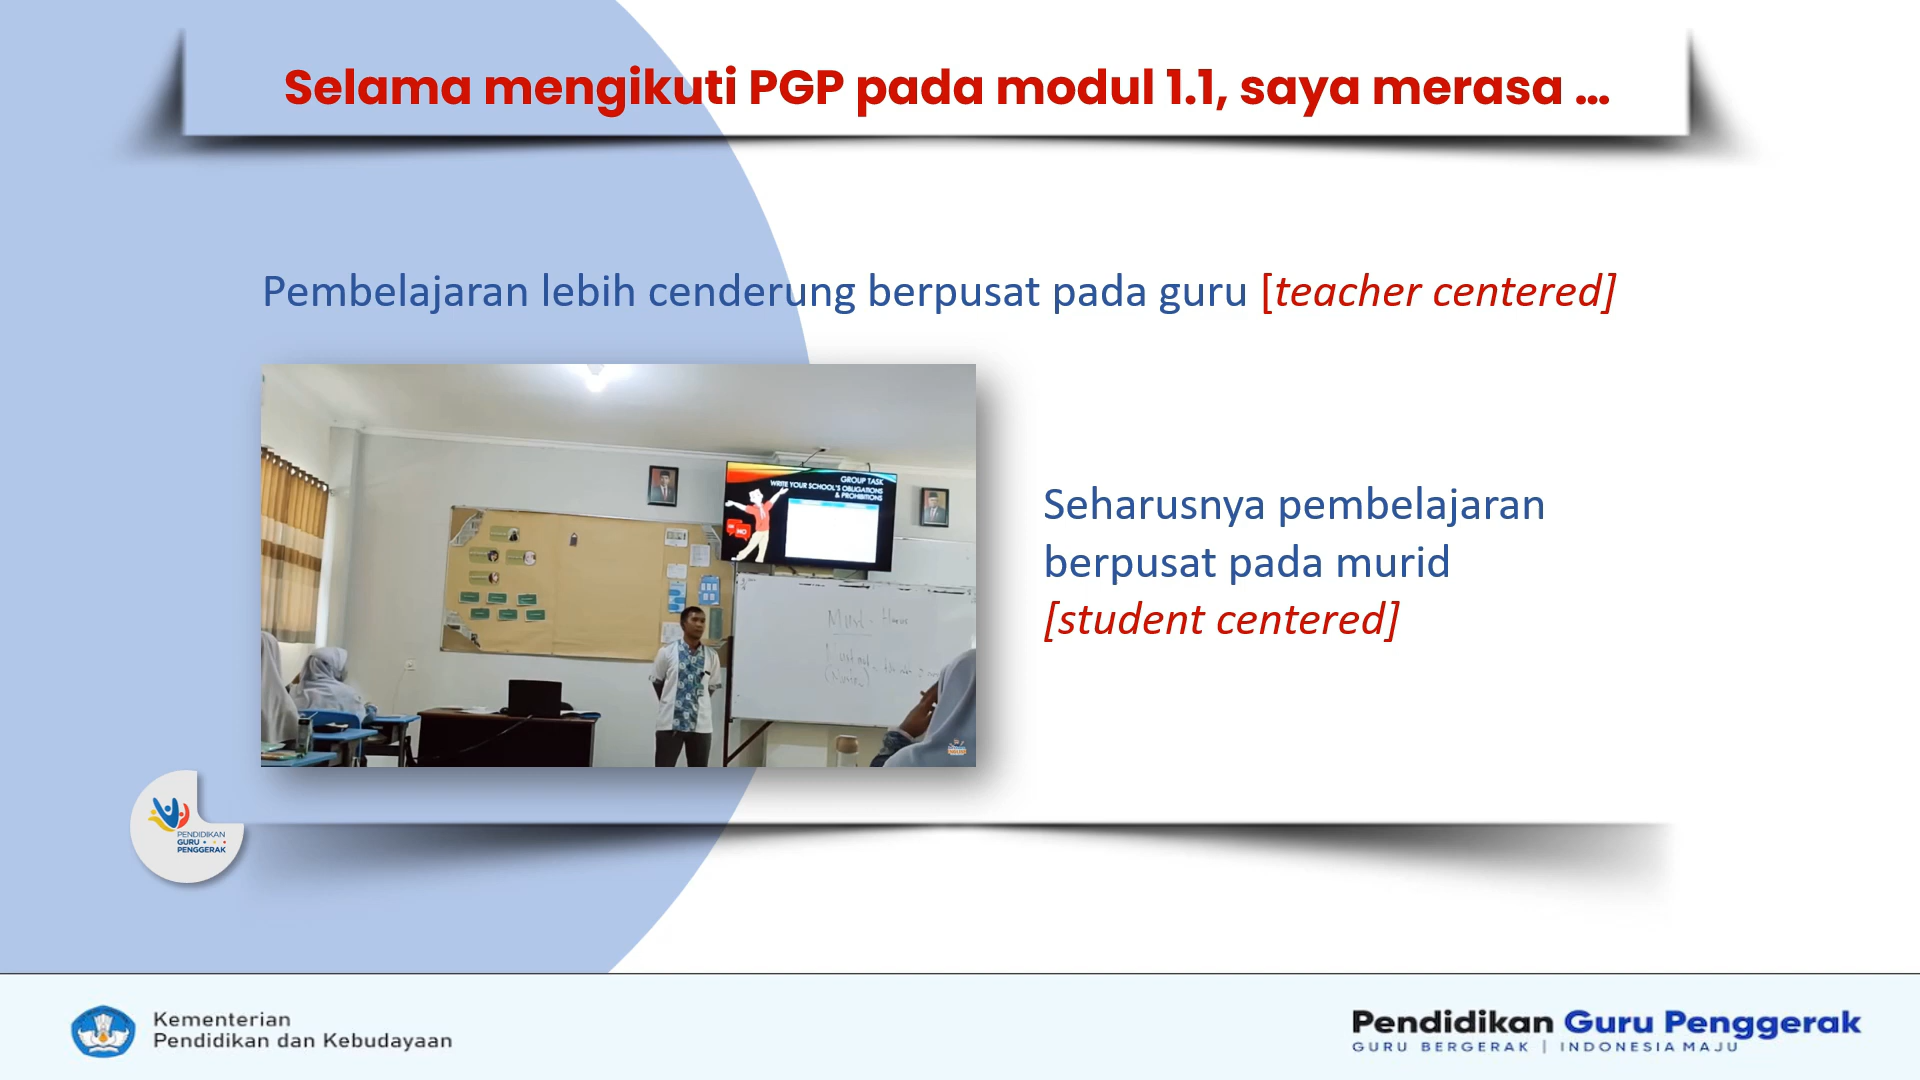 Selama mengikuti PGP pada modul 1.1, saya merasa ...
Pembelajaran lebih cenderung berpusat pada guru [teacher centered]
GROUP TASK
WRITE YOUR SCHOOL'S OBLIGATIONS
& PROHIBITIONS
Must - Harus
Seharusnya pembelajaran
berpusat pada murid
[student centered]
PENDIDIKAN
GURU
PENGGERAK
Kementerian
Pendidikan dan Kebudayaan
Pendidikan Guru Penggerak
GURU BERGERAK | INDONESIA MAJU